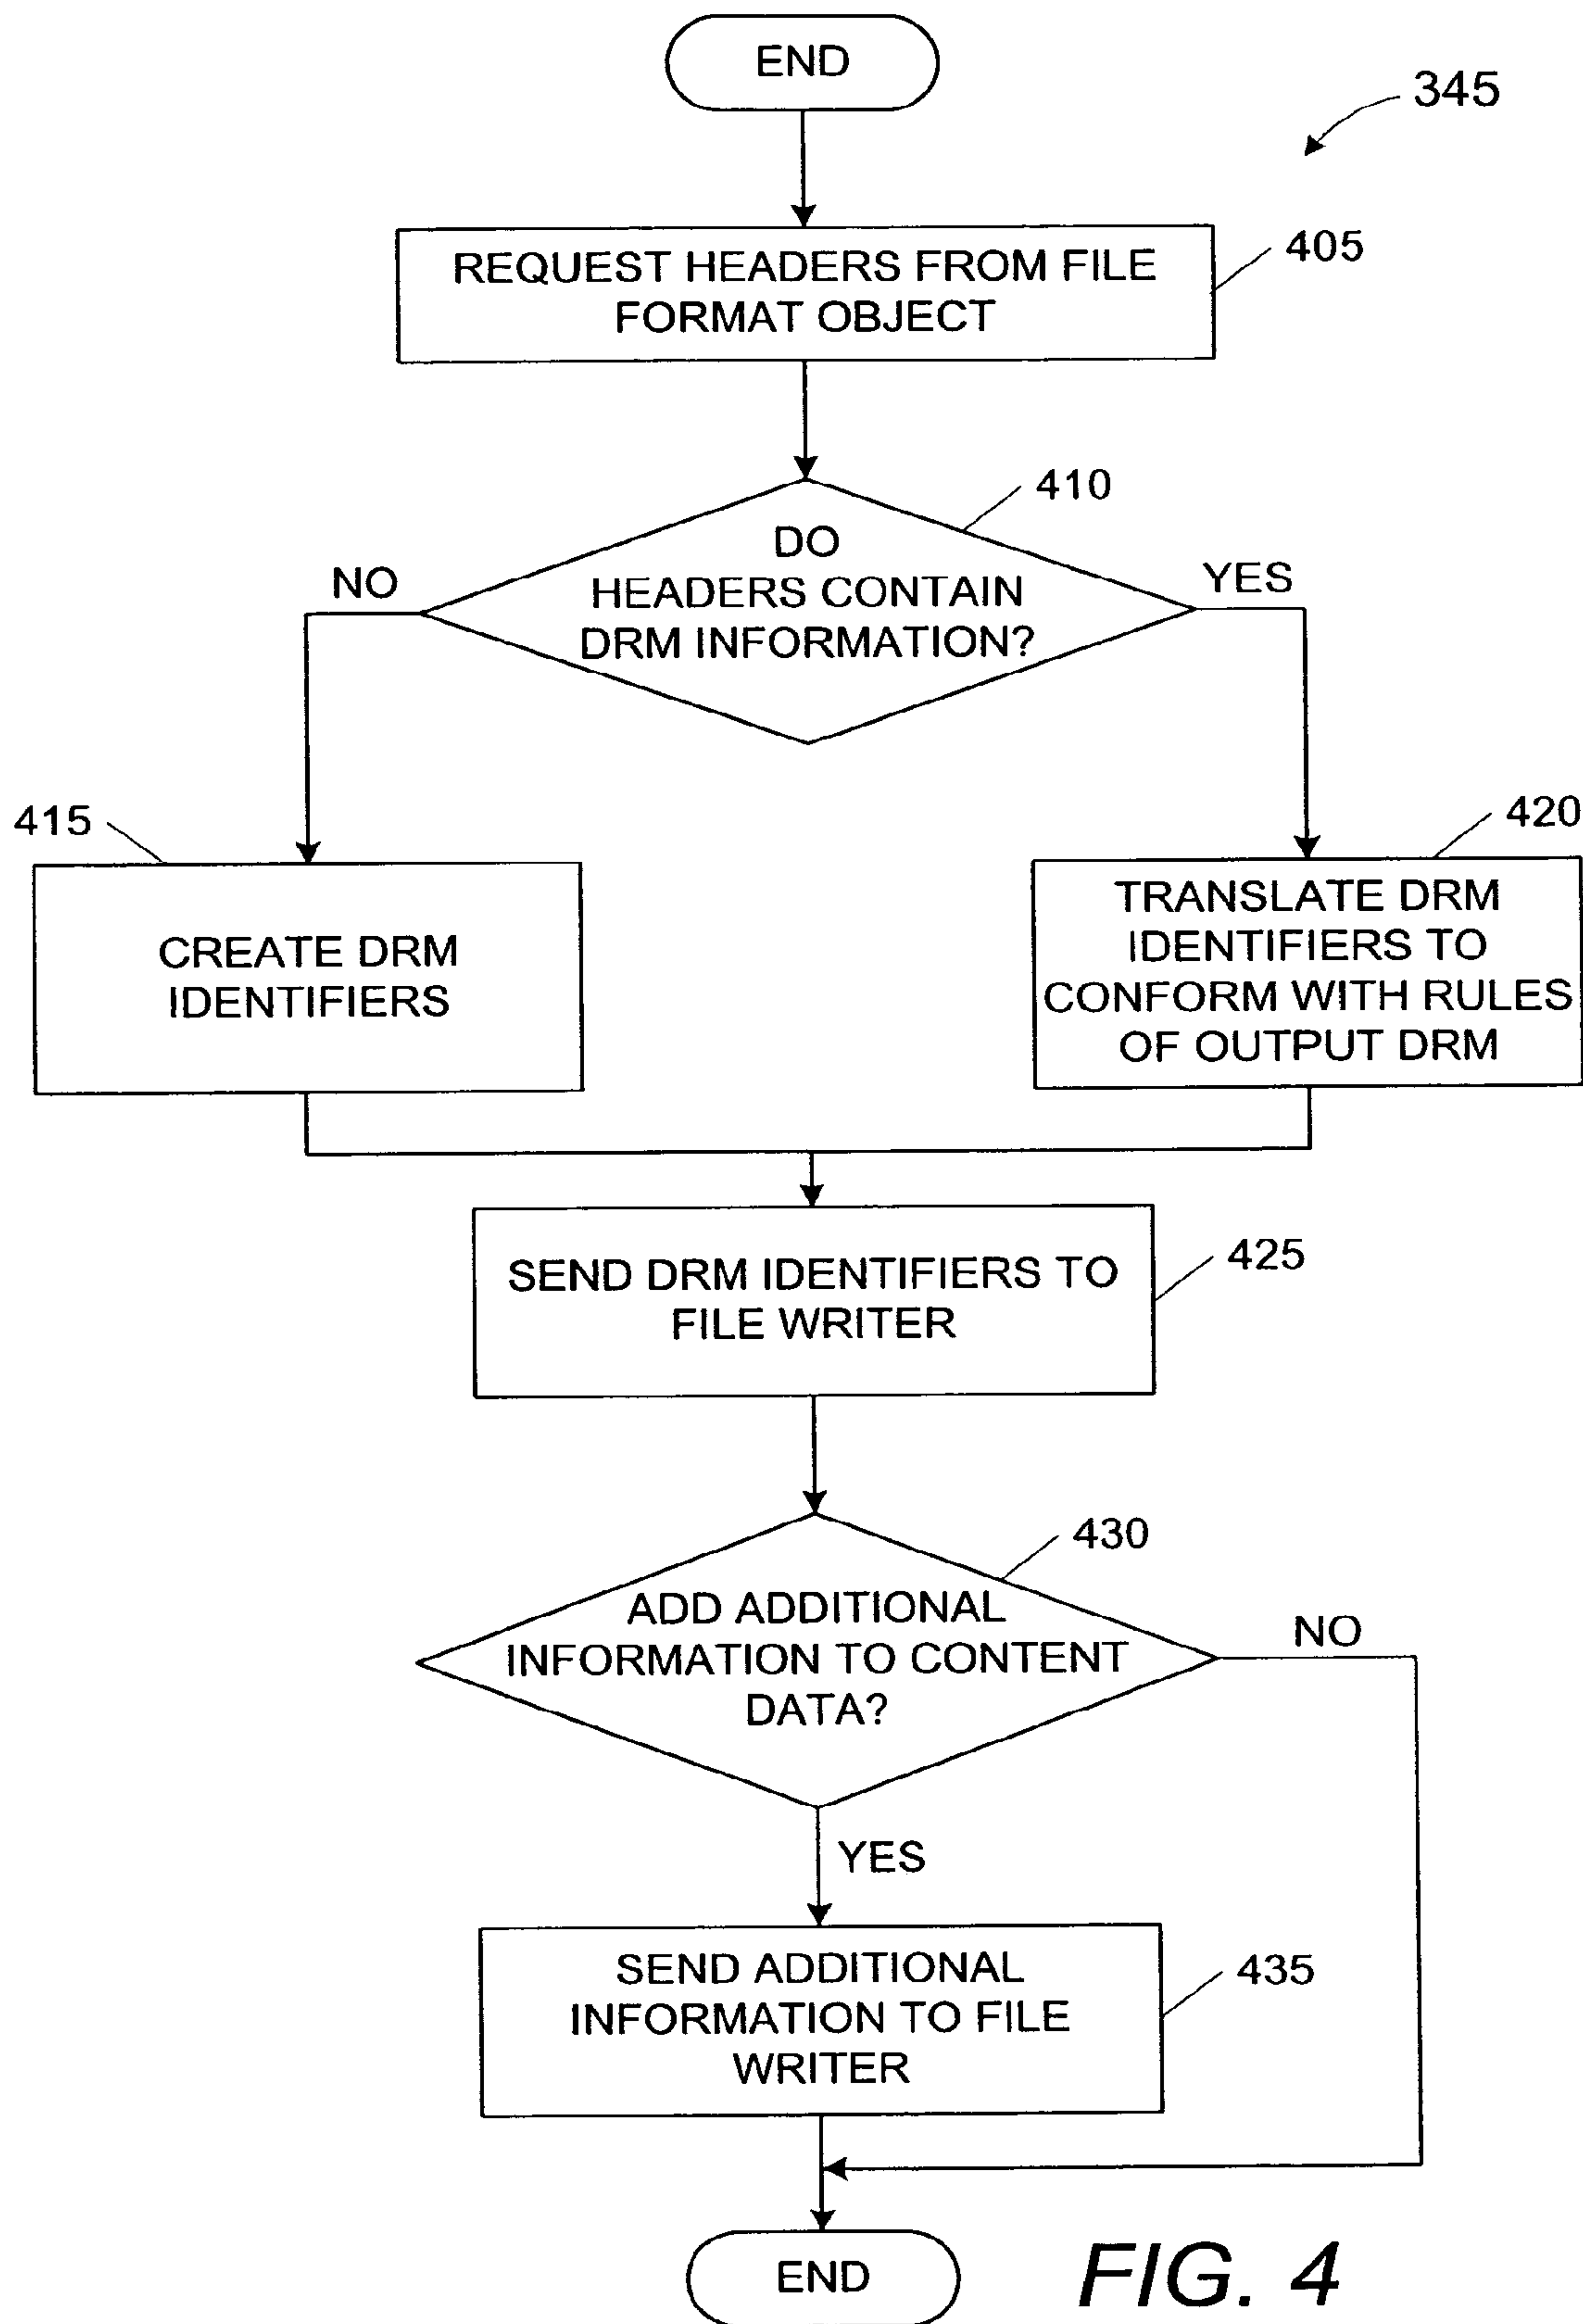 END
345
REQUEST HEADERS FROM FILE
FORMAT OBJECT
405
410
DO
HEADERS CONTAIN
DRM INFORMATION?
NO
YES
415
420
CREATE DRM
IDENTIFIERS
TRANSLATE DRM
IDENTIFIERS TO
CONFORM WITH RULES
OF OUTPUT DRM
SEND DRM IDENTIFIERS TO
FILE WRITER
425
430
ADD ADDITIONAL
INFORMATION TO CONTENT
DATA?
NO
YES
SEND ADDITIONAL
INFORMATION TO FILE
WRITER
435
END
FIG. 4